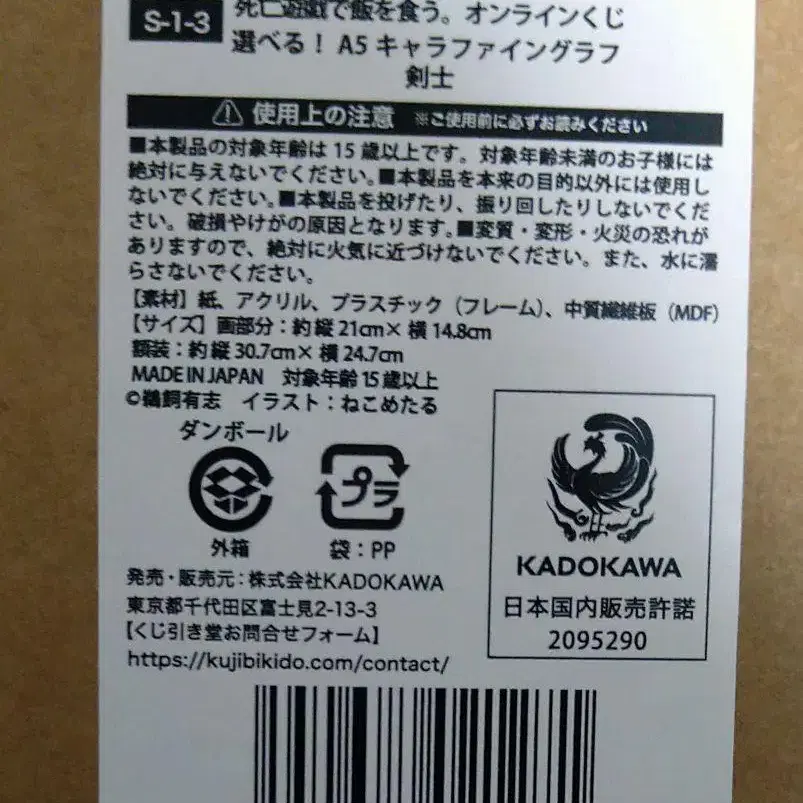 S-1-3
死亡遊戯で飯を食う。オンラインくじ
選べる！ A5 キャラファイングラフ
剣士
使用上の注意 ※ご使用前に必ずお読みください
■本製品の対象年齢は 15 歳以上です。対象年齢未満のお子様には
絶対に与えないでください。■本製品を本来の目的以外には使用し
ないでください。■本製品を投げたり、振り回したりしないでくだ
さい。破損やけがの原因となります。■変質・変形・火災の恐れが
ありますので、絶対に火気に近づけないでください。また、水に濡
らさないでください。
【素材】紙、アクリル、プラスチック（フレーム）、中質繊維板（MDF）
【サイズ】画部分：約 縦 21cm× 横 14.8cm
額装：約 縦 30.7cm× 横 24.7cm
MADE IN JAPAN 対象年齢 15 歳以上
©鵜飼有志 イラスト：ねこめたる
ダンボール
プラ
外箱
袋：PP
発売・販売元：株式会社KADOKAWA
東京都千代田区富士見2-13-3
【くじ引き堂お問合せフォーム】
https://kujibikido.com/contact/
KADOKAWA
日本国内販売許諾
2095290